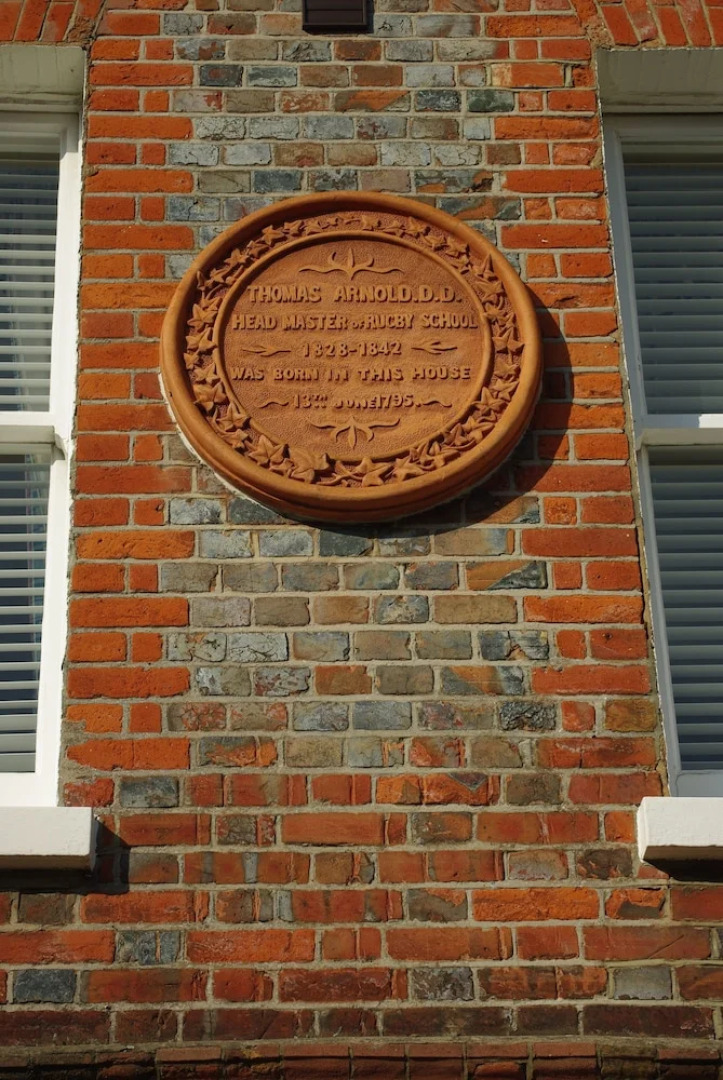 THOMAS ARNOLD.D.D.
HEAD MASTER OF RUGBY SCHOOL
1828-1842
WAS BORN IN THIS HOUSE
13TH JUNE 1795.